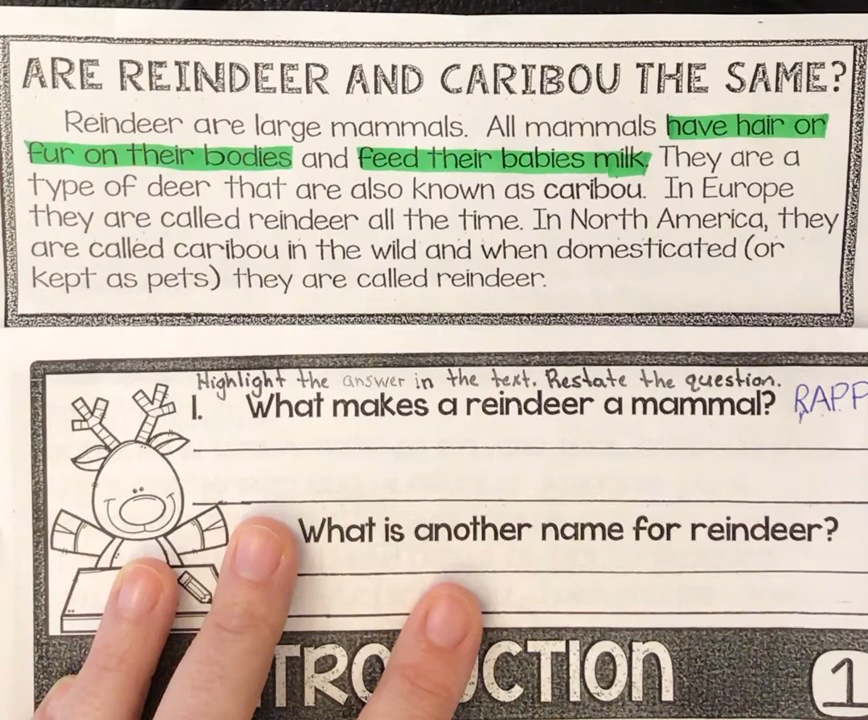 ARE REINDEER AND CARIBOU THE SAME?
Reindeer are large mammals. All mammals have hair or
fur on their bodies and feed their babies milk. They are a
type of deer that are also known as caribou. In Europe
they are called reindeer all the time. In North America, they
are called caribou in the wild and when domesticated (or
kept as pets) they are called reindeer.
Highlight the answer in the text. Restate the question.
1. What makes a reindeer a mammal? RAPP
What is another name for reindeer?
1